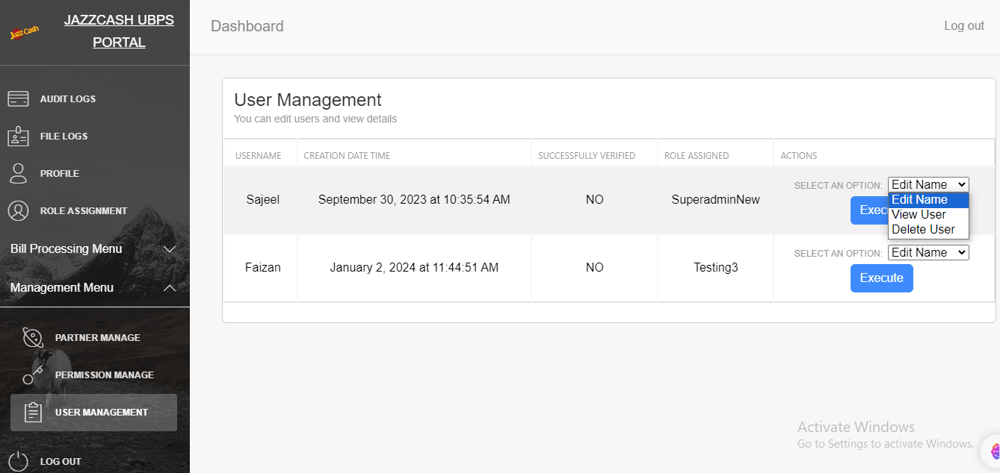 Jazz Cash
JAZZCASH UBPS
PORTAL
AUDIT LOGS
FILE LOGS
PROFILE
ROLE ASSIGNMENT
Bill Processing Menu
Management Menu
PARTNER MANAGE
PERMISSION MANAGE
USER MANAGEMENT
LOG OUT
Dashboard
Log out
User Management
You can edit users and view details
USERNAME CREATION DATE TIME SUCCESSFULLY VERIFIED ROLE ASSIGNED ACTIONS
Sajeel September 30, 2023 at 10:35:54 AM NO SuperadminNew SELECT AN OPTION: Edit Name
Edit Name
View User
Delete User
Faizan January 2, 2024 at 11:44:51 AM NO Testing3 SELECT AN OPTION: Edit Name
Execute
Activate Windows
Go to Settings to activate Windows.